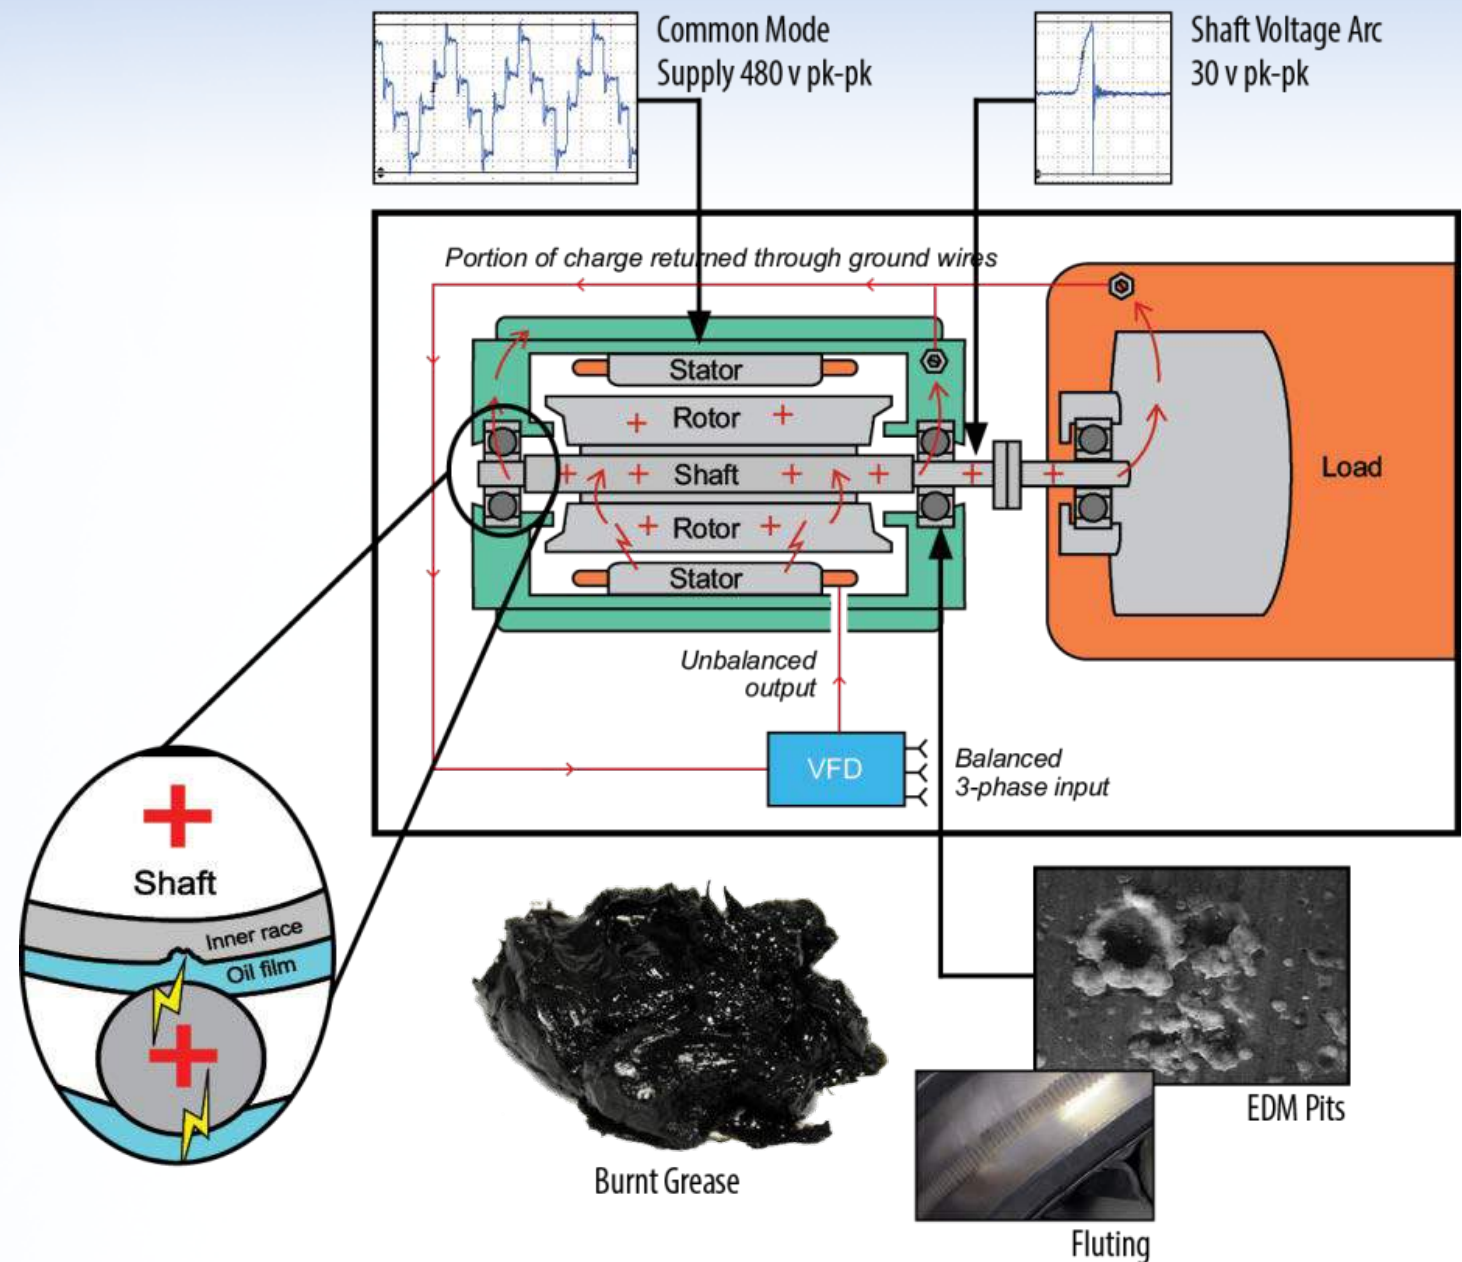 Common Mode
Supply 480 v pk-pk
Shaft Voltage Arc
30 v pk-pk
Portion of charge returned through ground wires
Stator
Rotor
Shaft
Rotor
Stator
Load
Unbalanced
output
VFD
Balanced
3-phase input
Shaft
Inner race
Oil film
Burnt Grease
EDM Pits
Fluting